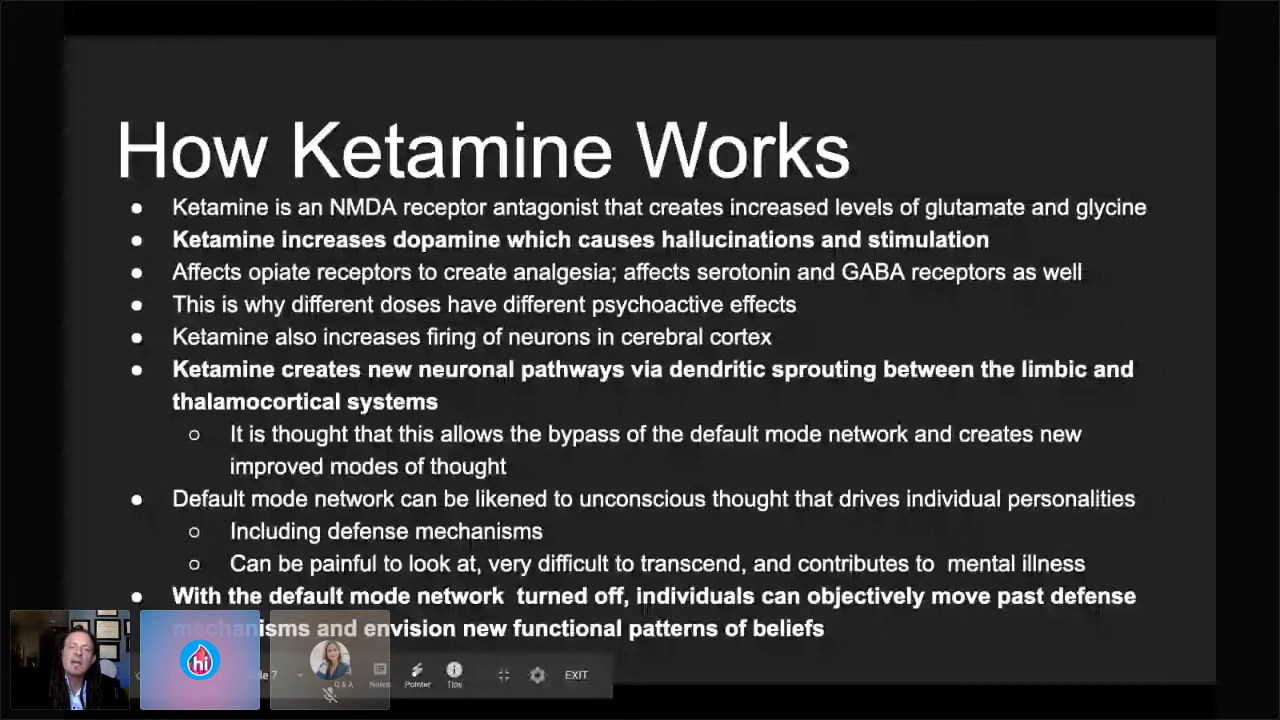 How Ketamine Works
● Ketamine is an NMDA receptor antagonist that creates increased levels of glutamate and glycine
● Ketamine increases dopamine which causes hallucinations and stimulation
● Affects opiate receptors to create analgesia; affects serotonin and GABA receptors as well
● This is why different doses have different psychoactive effects
● Ketamine also increases firing of neurons in cerebral cortex
● Ketamine creates new neuronal pathways via dendritic sprouting between the limbic and
thalamocortical systems
○ It is thought that this allows the bypass of the default mode network and creates new
improved modes of thought
● Default mode network can be likened to unconscious thought that drives individual personalities
○ Including defense mechanisms
○ Can be painful to look at, very difficult to transcend, and contributes to mental illness
● With the default mode network turned off, individuals can objectively move past defense
mechanisms and envision new functional patterns of beliefs
hi
7
Q & A
Notes
Pointer
Tips
EXIT